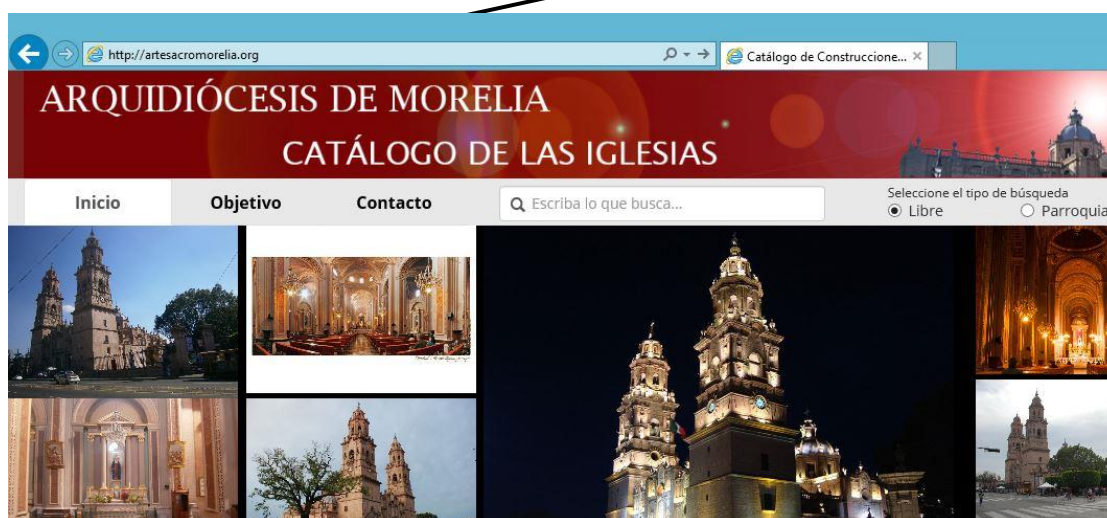 http://artesacromorelia.org
Catálogo de Construccione...
ARQUIDIÓCESIS DE MORELIA
CATÁLOGO DE LAS IGLESIAS
Inicio
Objetivo
Contacto
Escriba lo que busca...
Seleccione el tipo de búsqueda
Libre
Parroquia